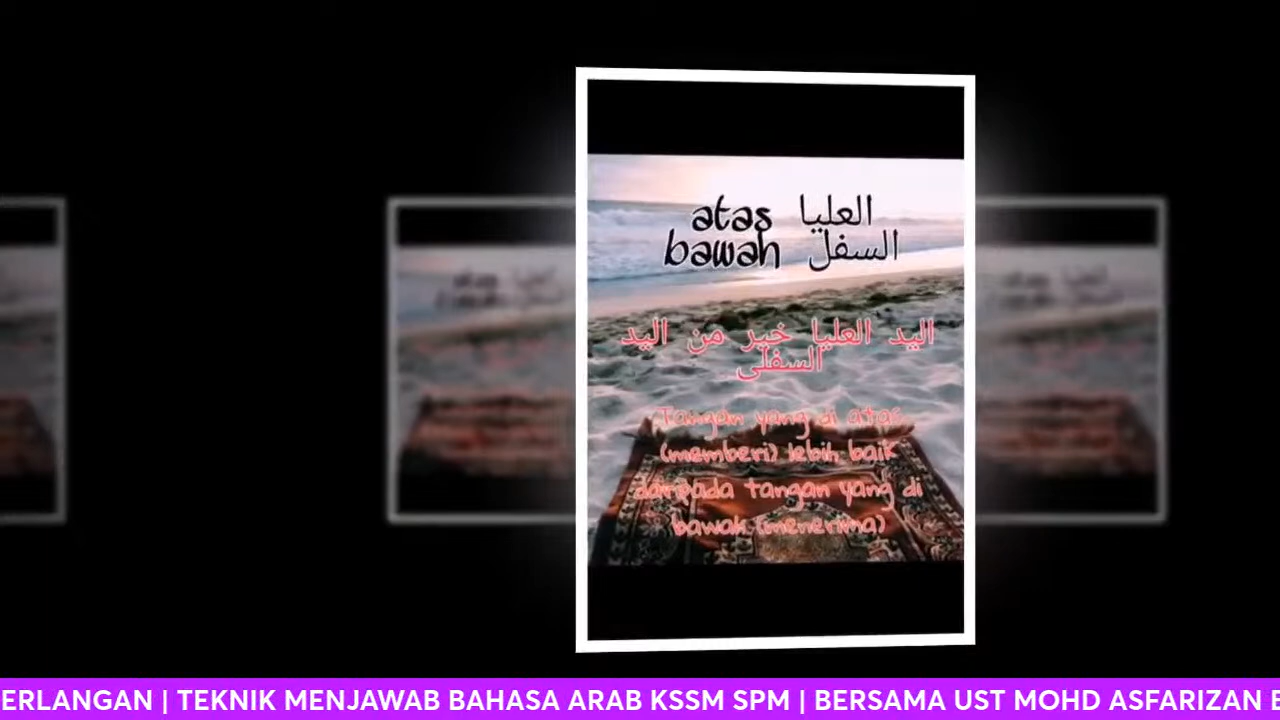 atas العليا
bawah السفل
اليد العليا خير من اليد
السفلى
Tangan yang di atas
(memberi) lebih baik
daripada tangan yang di
bawah (menerima)
ERLANGAN | TEKNIK MENJAWAB BAHASA ARAB KSSM SPM | BERSAMA UST MOHD ASFARIZAN B